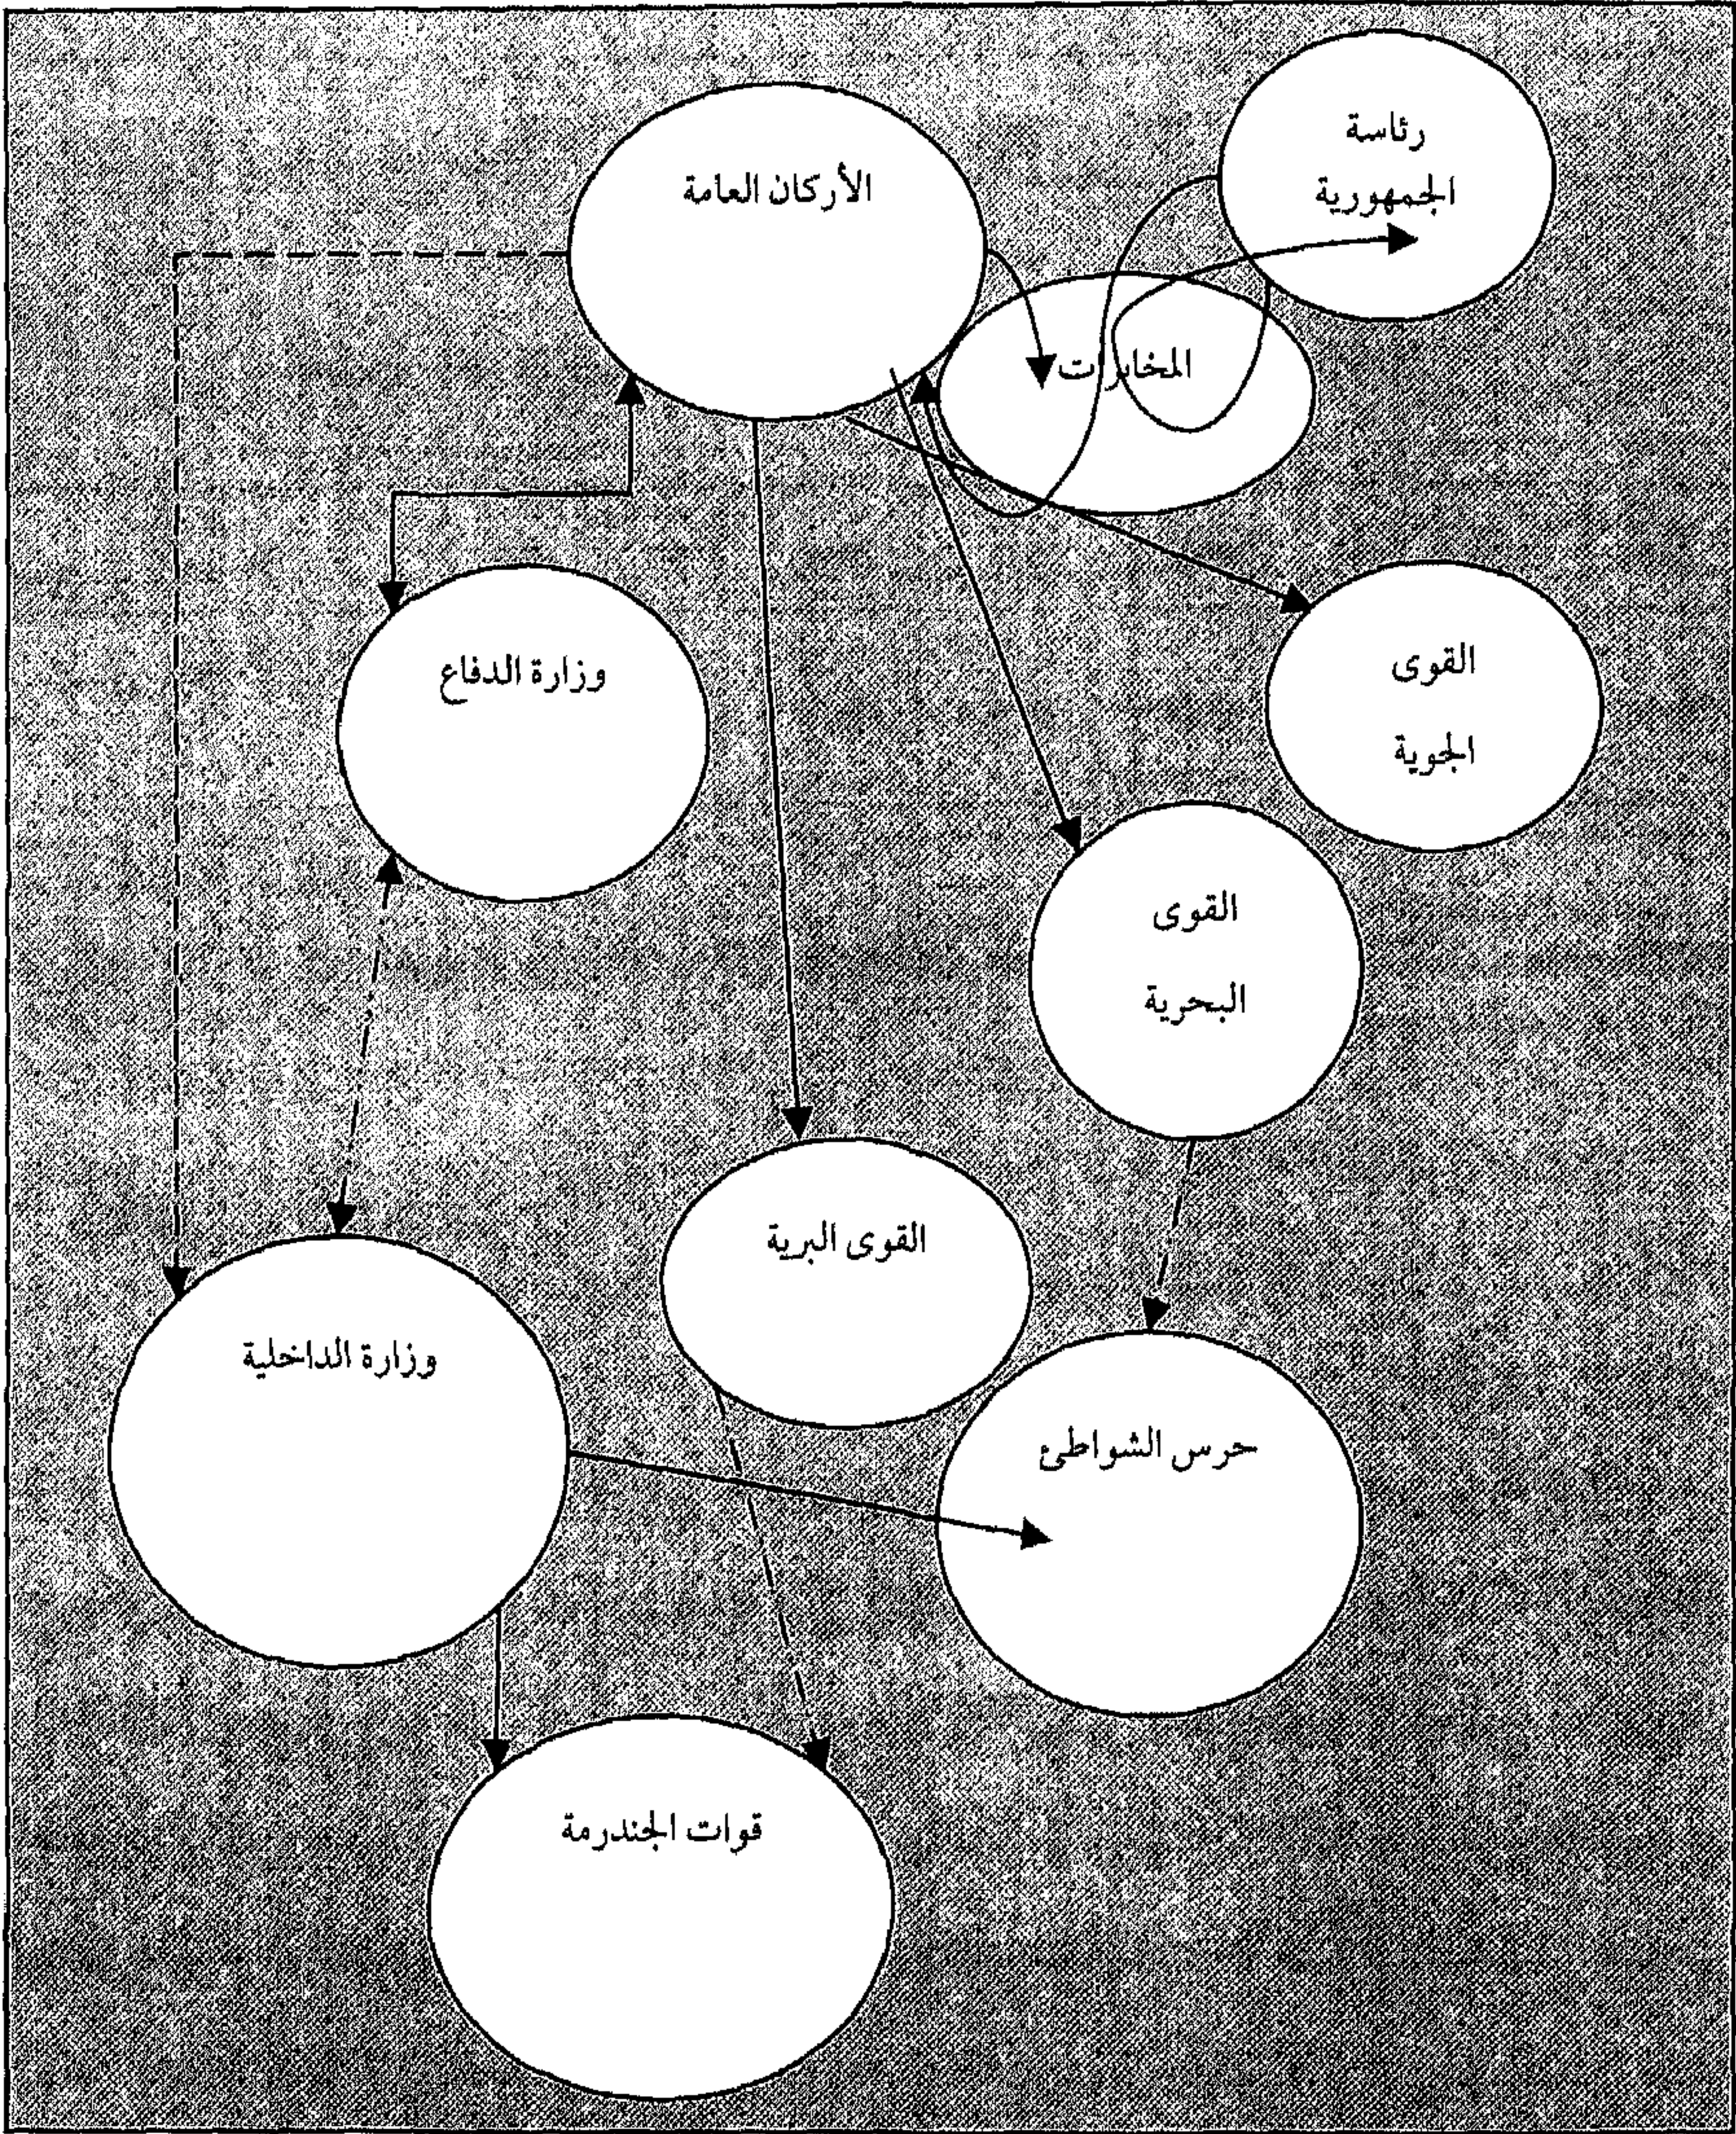 رئاسة
الجمهورية
الأركان العامة
المخابرات
وزارة الدفاع
القوى
الجوية
القوى
البحرية
القوى البرية
وزارة الداخلية
حرس الشواطئ
قوات الجندرمة